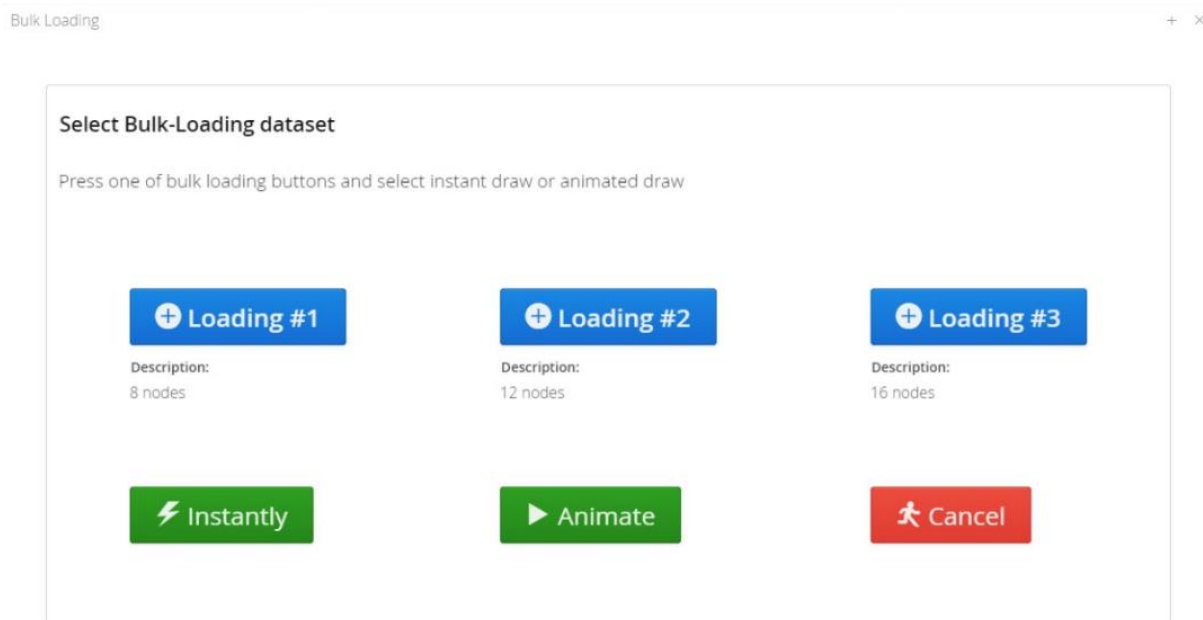 Bulk Loading
Select Bulk-Loading dataset
Press one of bulk loading buttons and select instant draw or animated draw
Loading #1
Loading #2
Loading #3
Description:
Description:
Description:
8 nodes
12 nodes
16 nodes
Instantly
Animate
Cancel